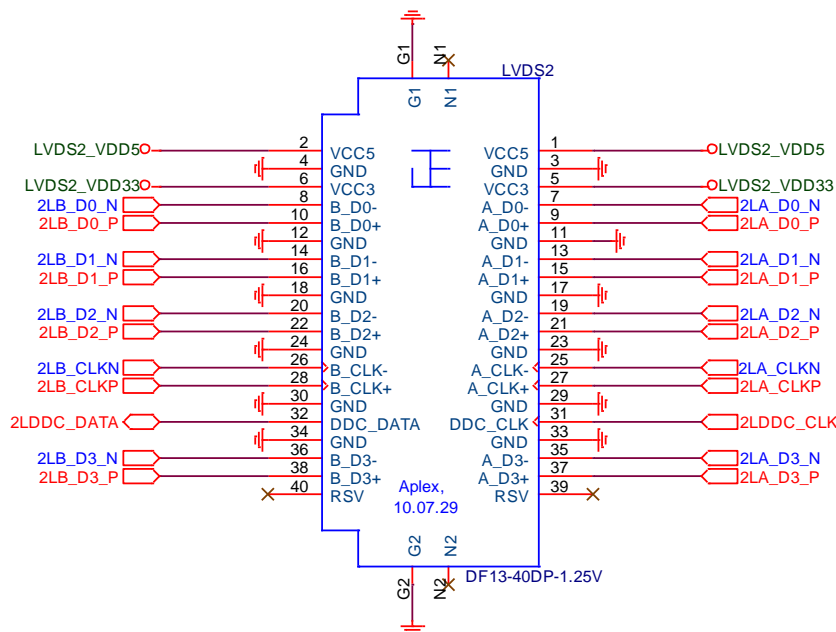 G1 N1
LVDS2
G1 N1
LVDS2_VDD5 2 VCC5 VCC5 1 LVDS2_VDD5
4 GND GND 3
LVDS2_VDD33 6 VCC3 VCC3 5 LVDS2_VDD33
2LB_D0_N 8 B_D0- A_D0- 7 2LA_D0_N
2LB_D0_P 10 B_D0+ A_D0+ 9 2LA_D0_P
12 GND GND 11
2LB_D1_N 14 B_D1- A_D1- 13 2LA_D1_N
2LB_D1_P 16 B_D1+ A_D1+ 15 2LA_D1_P
18 GND GND 17
2LB_D2_N 20 B_D2- A_D2- 19 2LA_D2_N
2LB_D2_P 22 B_D2+ A_D2+ 21 2LA_D2_P
24 GND GND 23
2LB_CLKN 26 B_CLK- A_CLK- 25 2LA_CLKN
2LB_CLKP 28 B_CLK+ A_CLK+ 27 2LA_CLKP
30 GND GND 29
2LDDC_DATA 32 DDC_DATA DDC_CLK 31 2LDDC_CLK
34 GND GND 33
2LB_D3_N 36 B_D3- A_D3- 35 2LA_D3_N
2LB_D3_P 38 B_D3+ A_D3+ 37 2LA_D3_P
40 RSV RSV 39
Aplex,
10.07.29
G2 N2
DF13-40DP-1.25V
G2 N2